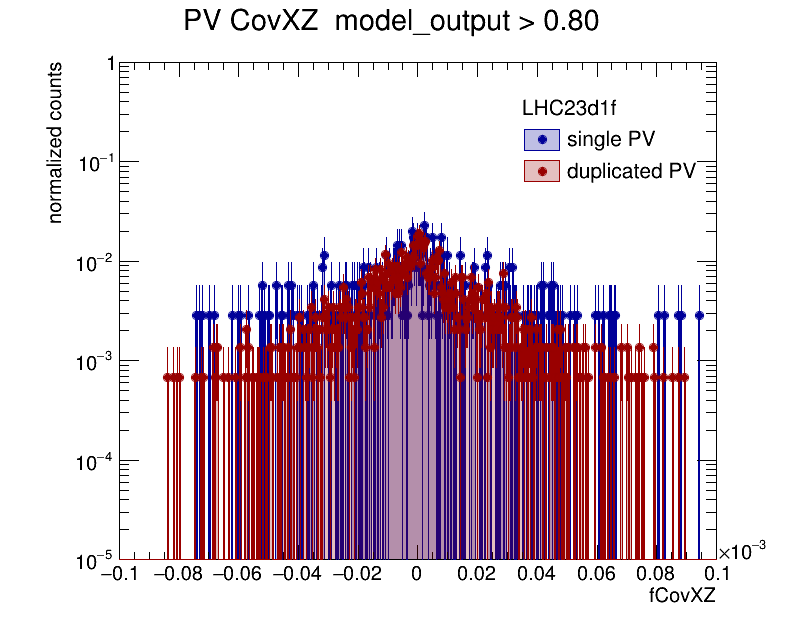 PV CovXZ  model_output > 0.80
normalized counts
1
10−1
10−2
10−3
10−4
10−5
LHC23d1f
single PV
duplicated PV
−0.1 −0.08 −0.06 −0.04 −0.02 0 0.02 0.04 0.06 0.08 0.1
×10−3
fCovXZ